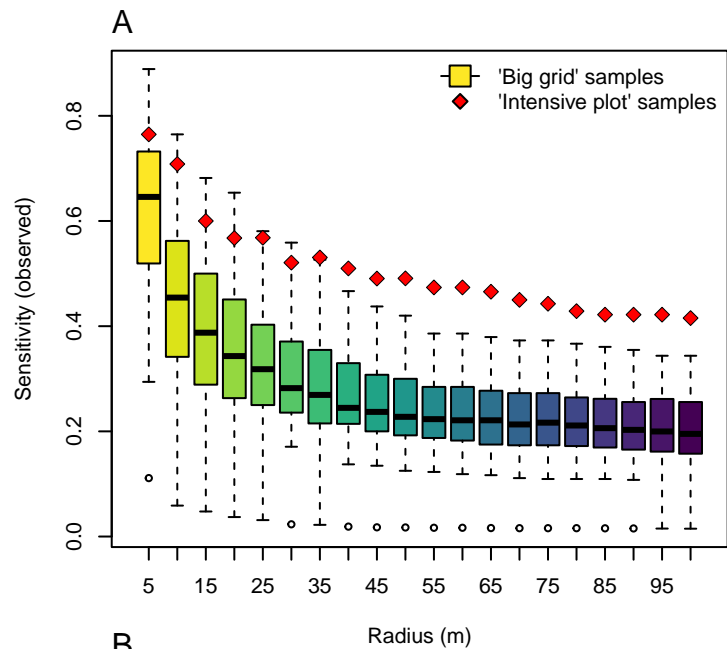 A
'Big grid' samples
'Intensive plot' samples
Sensitivity (observed)
0.8
0.6
0.4
0.2
0.0
5 15 25 35 45 55 65 75 85 95
Radius (m)
B